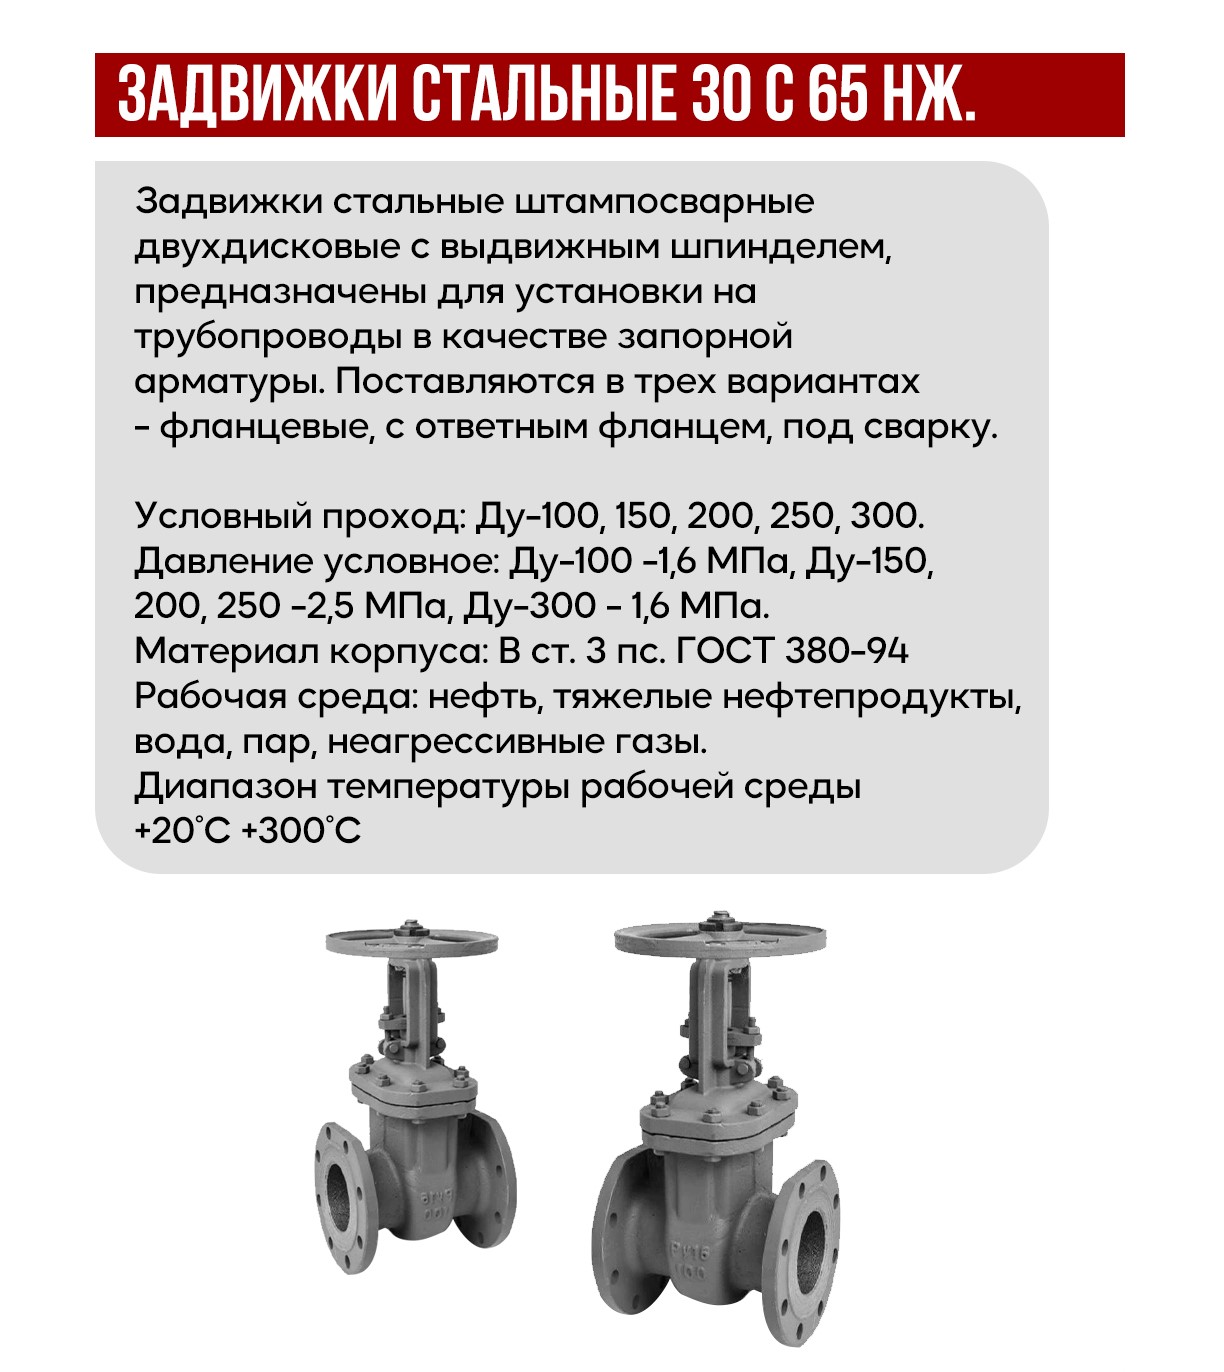 ЗАДВИЖКИ СТАЛЬНЫЕ 30 С 65 НЖ.
Задвижки стальные штампосварные
двухдисковые с выдвижным шпинделем,
предназначены для установки на
трубопроводы в качестве запорной
арматуры. Поставляются в трех вариантах
- фланцевые, с ответным фланцем, под сварку.
Условный проход: Ду-100, 150, 200, 250, 300.
Давление условное: Ду-100 -1,6 МПа, Ду-150,
200, 250 -2,5 МПа, Ду-300 - 1,6 МПа.
Материал корпуса: В ст. 3 пс. ГОСТ 380-94
Рабочая среда: нефть, тяжелые нефтепродукты,
вода, пар, неагрессивные газы.
Диапазон температуры рабочей среды
+20°С +300°С
РУ16
100